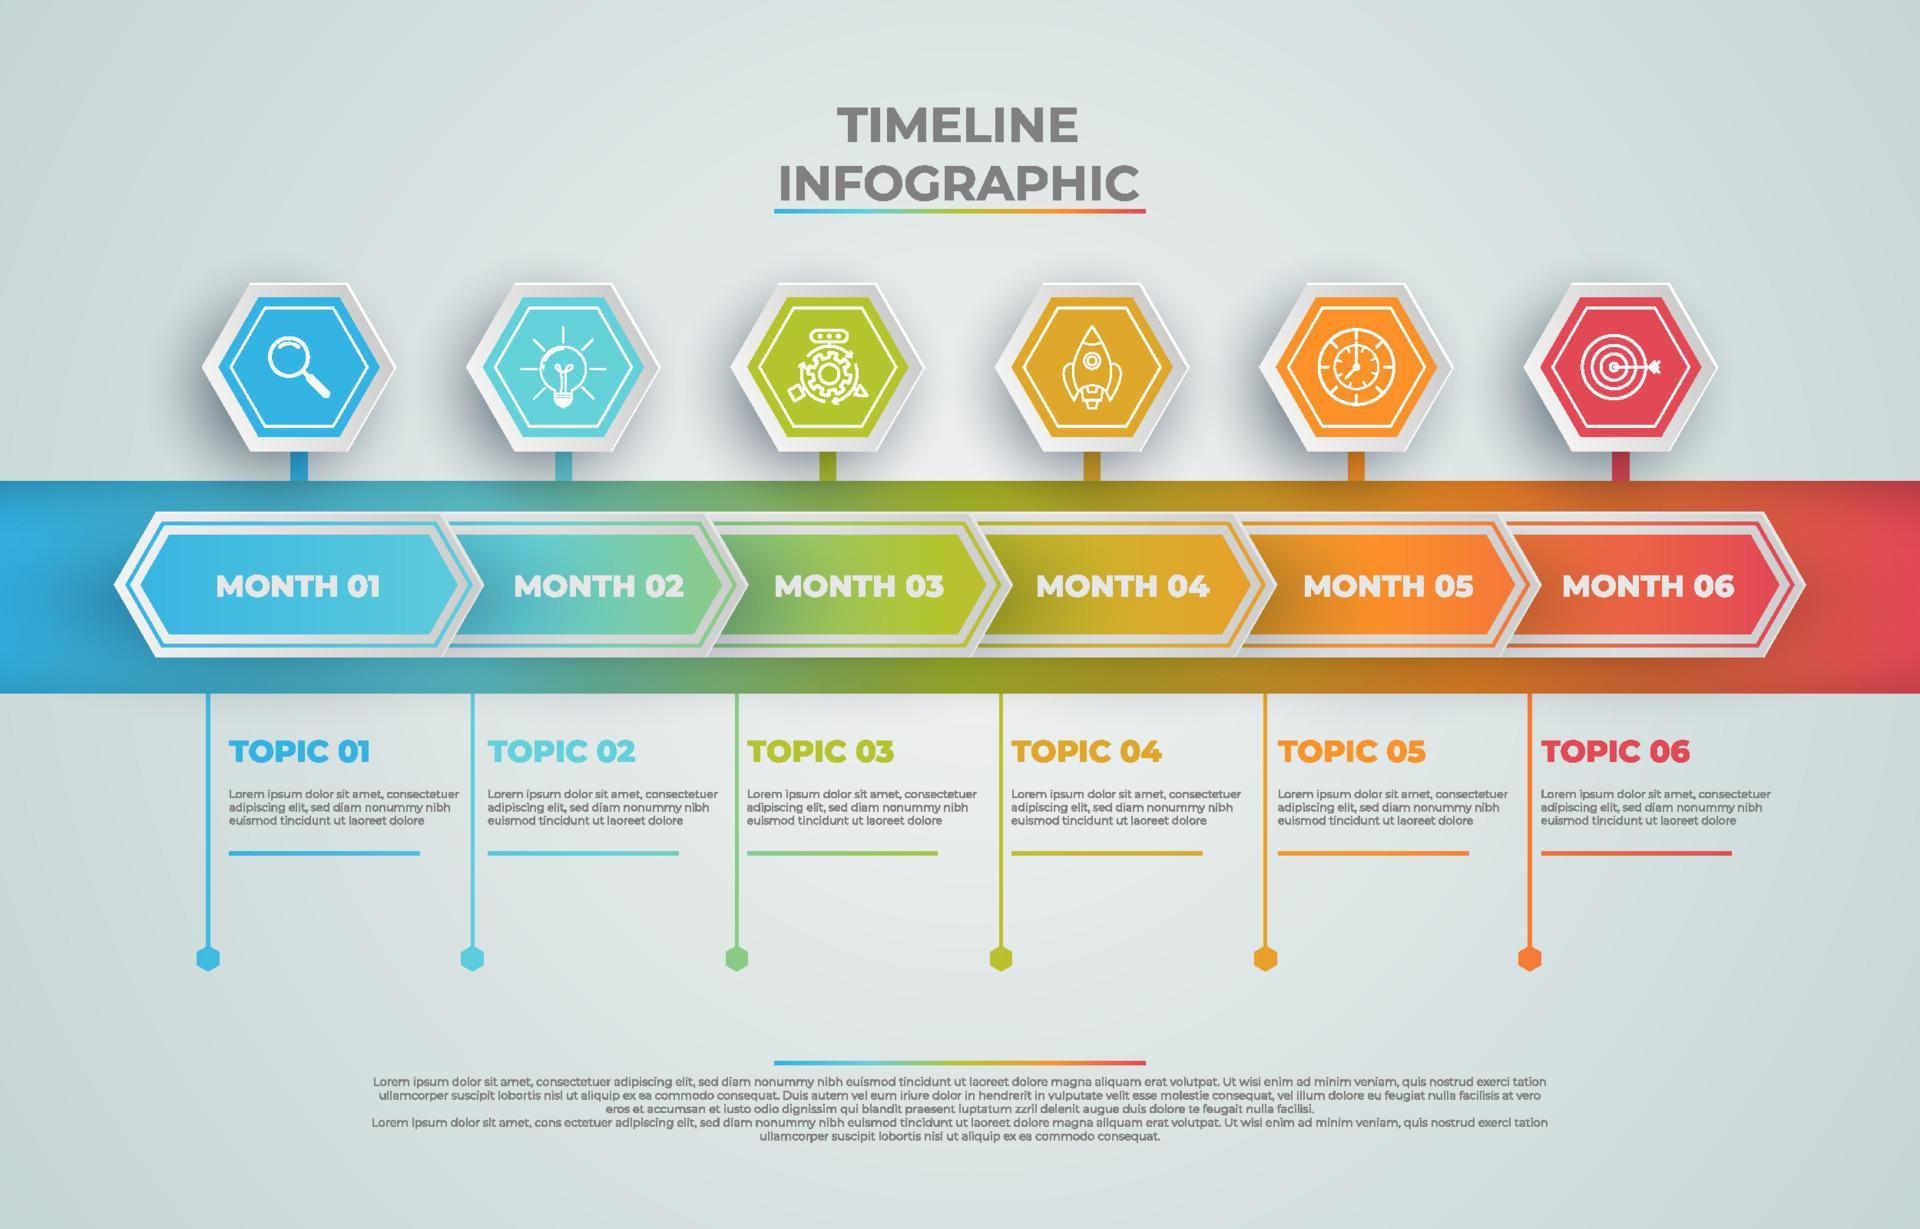 TIMELINE
INFOGRAPHIC
MONTH 01
MONTH 02
MONTH 03
MONTH 04
MONTH 05
MONTH 06
TOPIC 01
Lorem ipsum dolor sit amet, consectetuer
adipiscing elit, sed diam nonummy nibh
euismod tincidunt ut laoreet dolore
TOPIC 02
Lorem ipsum dolor sit amet, consectetuer
adipiscing elit, sed diam nonummy nibh
euismod tincidunt ut laoreet dolore
TOPIC 03
Lorem ipsum dolor sit amet, consectetuer
adipiscing elit, sed diam nonummy nibh
euismod tincidunt ut laoreet dolore
TOPIC 04
Lorem ipsum dolor sit amet, consectetuer
adipiscing elit, sed diam nonummy nibh
euismod tincidunt ut laoreet dolore
TOPIC 05
Lorem ipsum dolor sit amet, consectetuer
adipiscing elit, sed diam nonummy nibh
euismod tincidunt ut laoreet dolore
TOPIC 06
Lorem ipsum dolor sit amet, consectetuer
adipiscing elit, sed diam nonummy nibh
euismod tincidunt ut laoreet dolore
Lorem ipsum dolor sit amet, consectetuer adipiscing elit, sed diam nonummy nibh euismod tincidunt ut laoreet dolore magna aliquam erat volutpat. Ut wisi enim ad minim veniam, quis nostrud exerci tation
ullamcorper suscipit lobortis nisl ut aliquip ex ea commodo consequat. Duis autem vel eum iriure dolor in hendrerit in vulputate velit esse molestie consequat, vel illum dolore eu feugiat nulla facilisis at vero
eros et accumsan et iusto odio dignissim qui blandit praesent luptatum zzril delenit augue duis dolore te feugait nulla facilisi.
Lorem ipsum dolor sit amet, cons ectetuer adipiscing elit, sed diam nonummy nibh euismod tincidunt ut laoreet dolore magna aliquam erat volutpat. Ut wisi enim ad minim veniam, quis nostrud exerci tation
ullamcorper suscipit lobortis nisl ut aliquip ex ea commodo consequat.